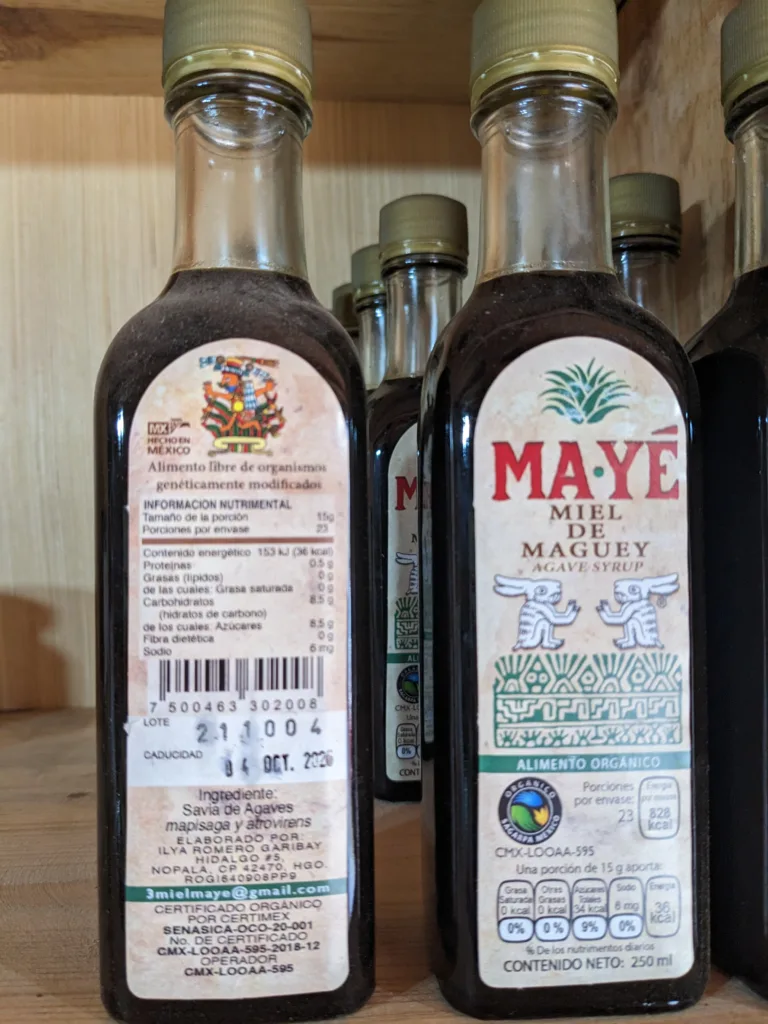 MX
HECHO EN
MÉXICO
Alimento libre de organismos
genéticamente modificados
INFORMACION NUTRIMENTAL
Tamaño de la porción 15g
Porciones por envase 23
Contenido energético 153 kJ (36 kcal)
Proteínas 0.5 g
Grasas (lípidos) 0 g
de las cuales: Grasa saturada 0 g
Carbohidratos 8.5 g
(hidratos de carbono)
de los cuales: Azúcares 8.5 g
Fibra dietética 0 g
Sodio 6 mg
7 500463 302008
LOTE 211004
CADUCIDAD 04 OCT.
Ingrediente:
Savia de Agaves
mapisaga y atrovirens
ELABORADO POR:
ILYA ROMERO GARIBAY
HIDALGO #5,
NOPALA, CP 42470, HGO.
ROGI640908PP9
3mielmaye@gmail.com
CERTIFICADO ORGÁNICO
POR CERTIMEX
SENASICA-OCO-20-001
No. DE CERTIFICADO
CMX-LOOAA-595-2018-12
OPERADOR
CMX-LOOAA-595
MA·YÉ
MIEL
DE
MAGUEY
AGAVE SYRUP
®
ALIMENTO ORGÁNICO
ORGANICO
SAGARPA MÉXICO
CMX-LOOAA-595
Porciones
por envase:
23
Energía
por envase
828
kcal
Una porción de 15 g aporta:
Grasa Saturada 0 kcal 0%
Otras Grasas 0 kcal 0 %
Azúcares Totales 34 kcal 9%
Sodio 6 mg 0%
Energía 36 kcal
% De los nutrimentos diarios
CONTENIDO NETO: 250 ml